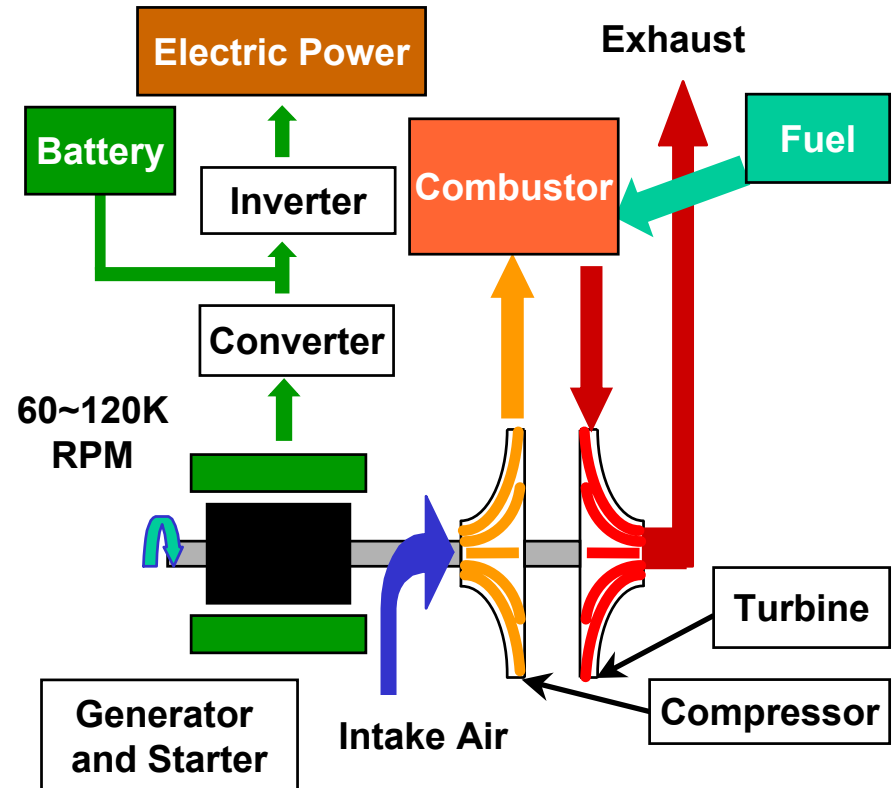 Electric Power
Exhaust
Battery
Fuel
Combustor
Inverter
Converter
60~120K
RPM
Turbine
Compressor
Generator
and Starter
Intake Air